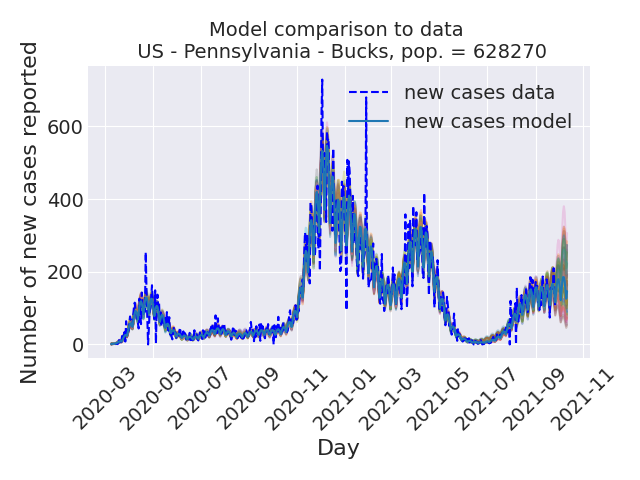 Model comparison to data
US - Pennsylvania - Bucks, pop. = 628270
Number of new cases reported
600
400
200
0
new cases data
new cases model
2020-03
2020-05
2020-07
2020-09
2020-11
2021-01
2021-03
2021-05
2021-07
2021-09
2021-11
Day